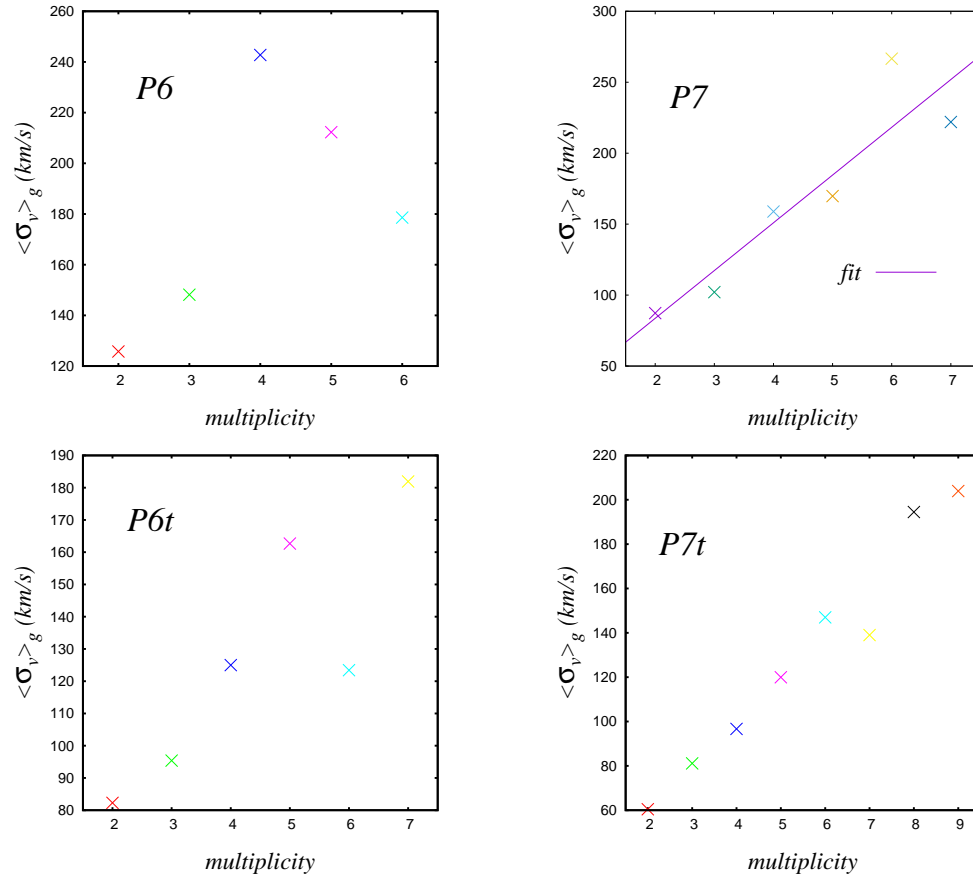 260
240
220
200
180
160
140
120
<σv>g (km/s)
P6
2 3 4 5 6
multiplicity
300
250
200
150
100
50
<σv>g (km/s)
P7
fit
2 3 4 5 6 7
multiplicity
190
180
170
160
150
140
130
120
110
100
90
80
<σv>g (km/s)
P6t
2 3 4 5 6 7
multiplicity
220
200
180
160
140
120
100
80
60
<σv>g (km/s)
P7t
2 3 4 5 6 7 8 9
multiplicity